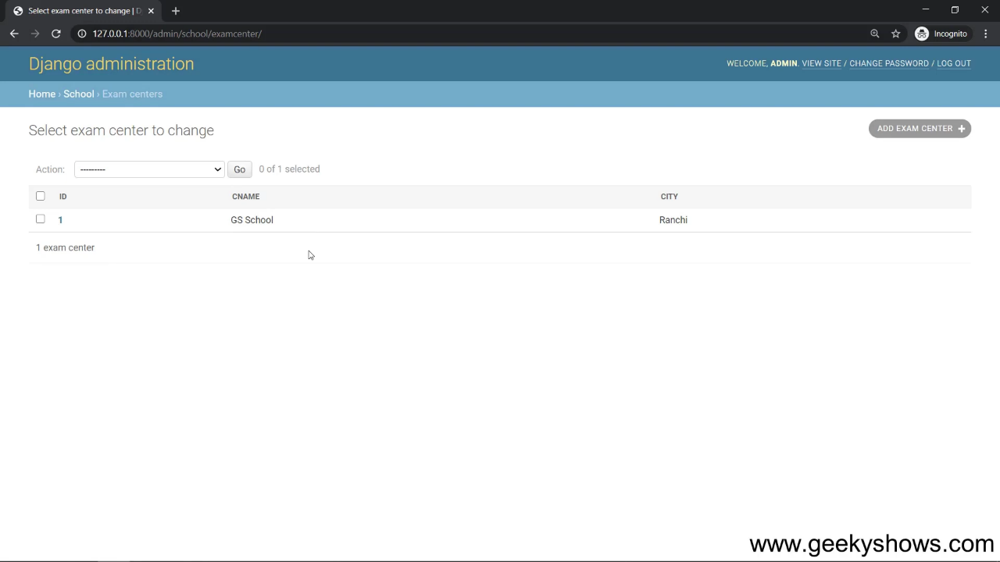 Select exam center to change | D
127.0.0.1:8000/admin/school/examcenter/
Incognito
Django administration
WELCOME, ADMIN. VIEW SITE / CHANGE PASSWORD / LOG OUT
Home › School › Exam centers
Select exam center to change
ADD EXAM CENTER +
Action: --------- Go 0 of 1 selected
ID CNAME CITY
1 GS School Ranchi
1 exam center
www.geekyshows.com